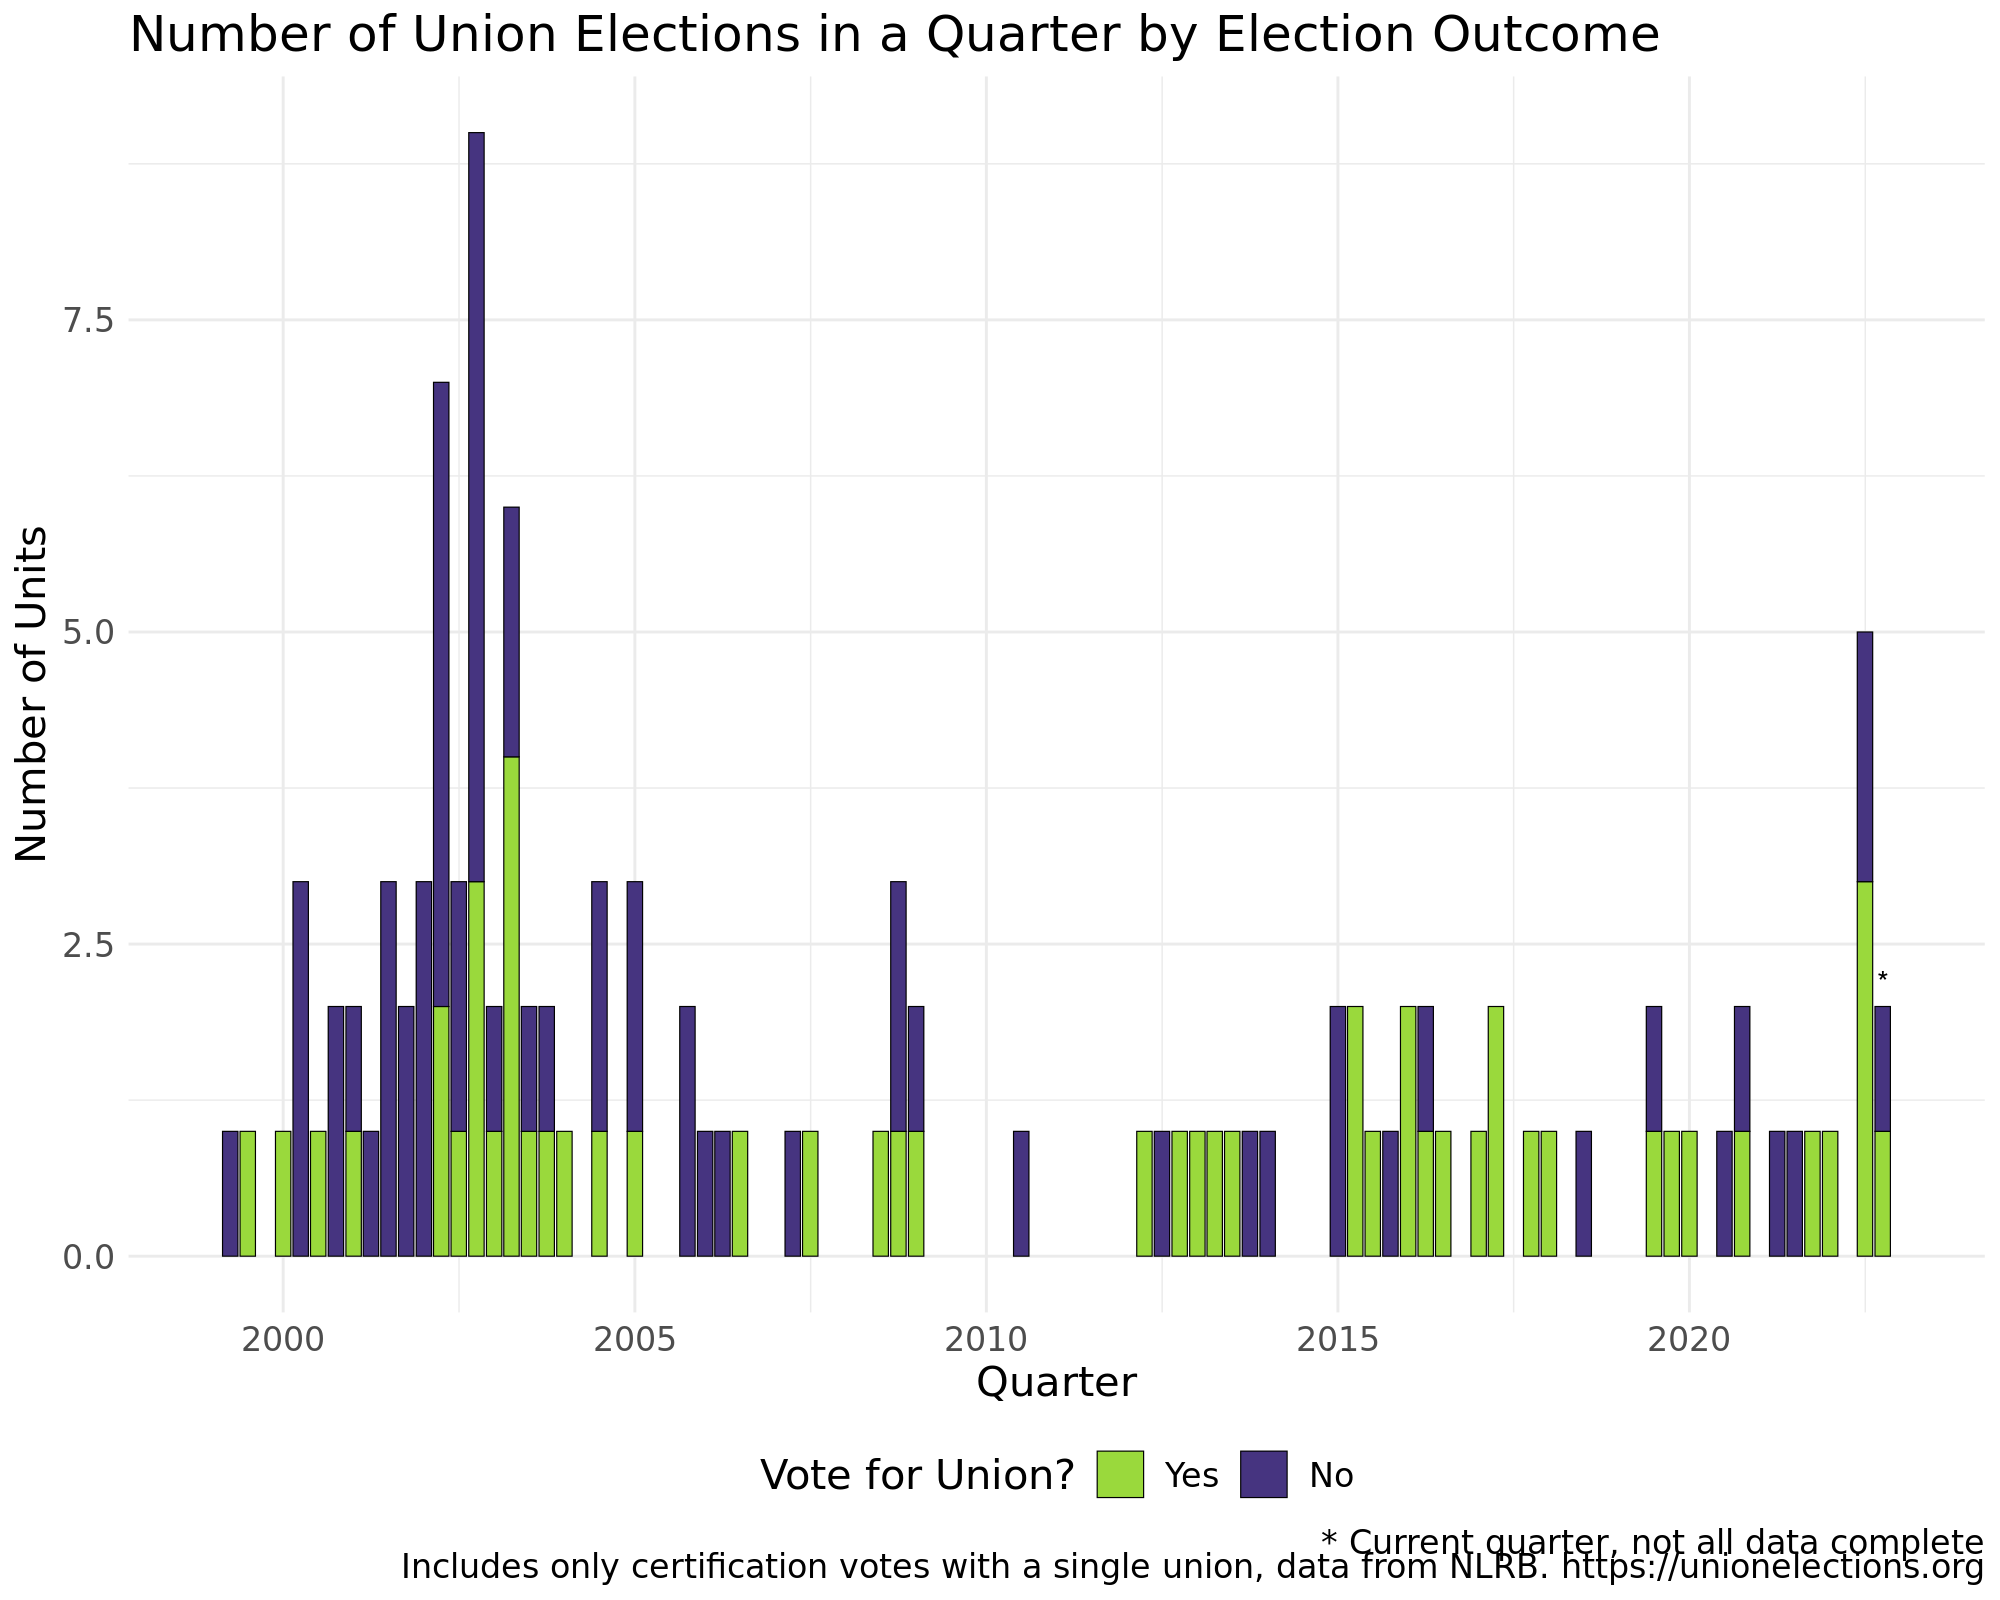 Number of Union Elections in a Quarter by Election Outcome
Number of Units
7.5
5.0
2.5
0.0
*
2000 2005 2010 2015 2020
Quarter
Vote for Union? Yes No
* Current quarter, not all data complete
Includes only certification votes with a single union, data from NLRB. https://unionelections.org